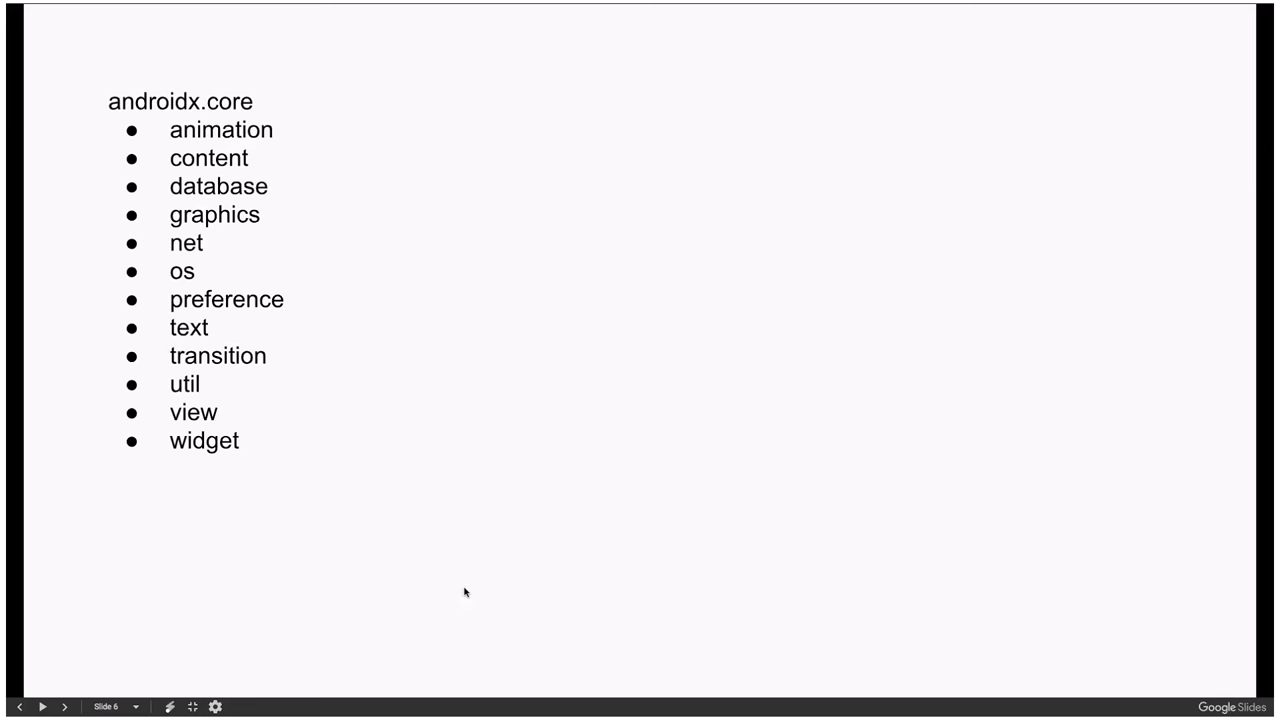 androidx.core
● animation
● content
● database
● graphics
● net
● os
● preference
● text
● transition
● util
● view
● widget
Slide 6
Google Slides